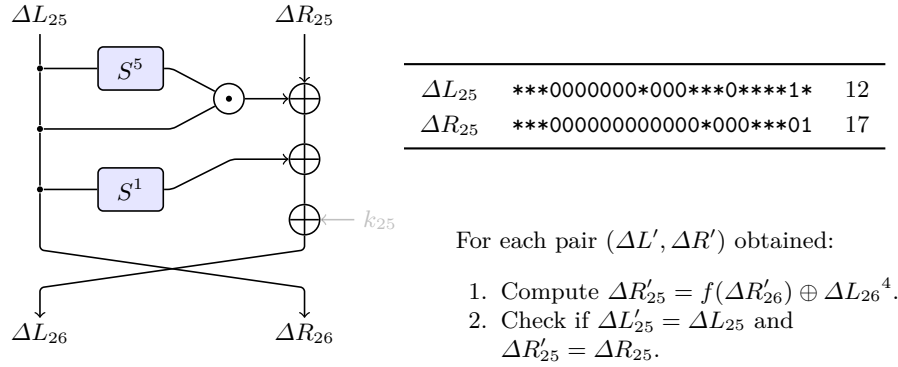 ΔL₂₅ ΔR₂₅
S⁵
S¹
k₂₅
ΔL₂₆ ΔR₂₆
ΔL₂₅ ***0000000*000***0****1* 12
ΔR₂₅ ***000000000000*000***01 17
For each pair (ΔL′, ΔR′) obtained:
1. Compute ΔR′₂₅ = f(ΔR′₂₆) ⊕ ΔL₂₆⁴.
2. Check if ΔL′₂₅ = ΔL₂₅ and
ΔR′₂₅ = ΔR₂₅.